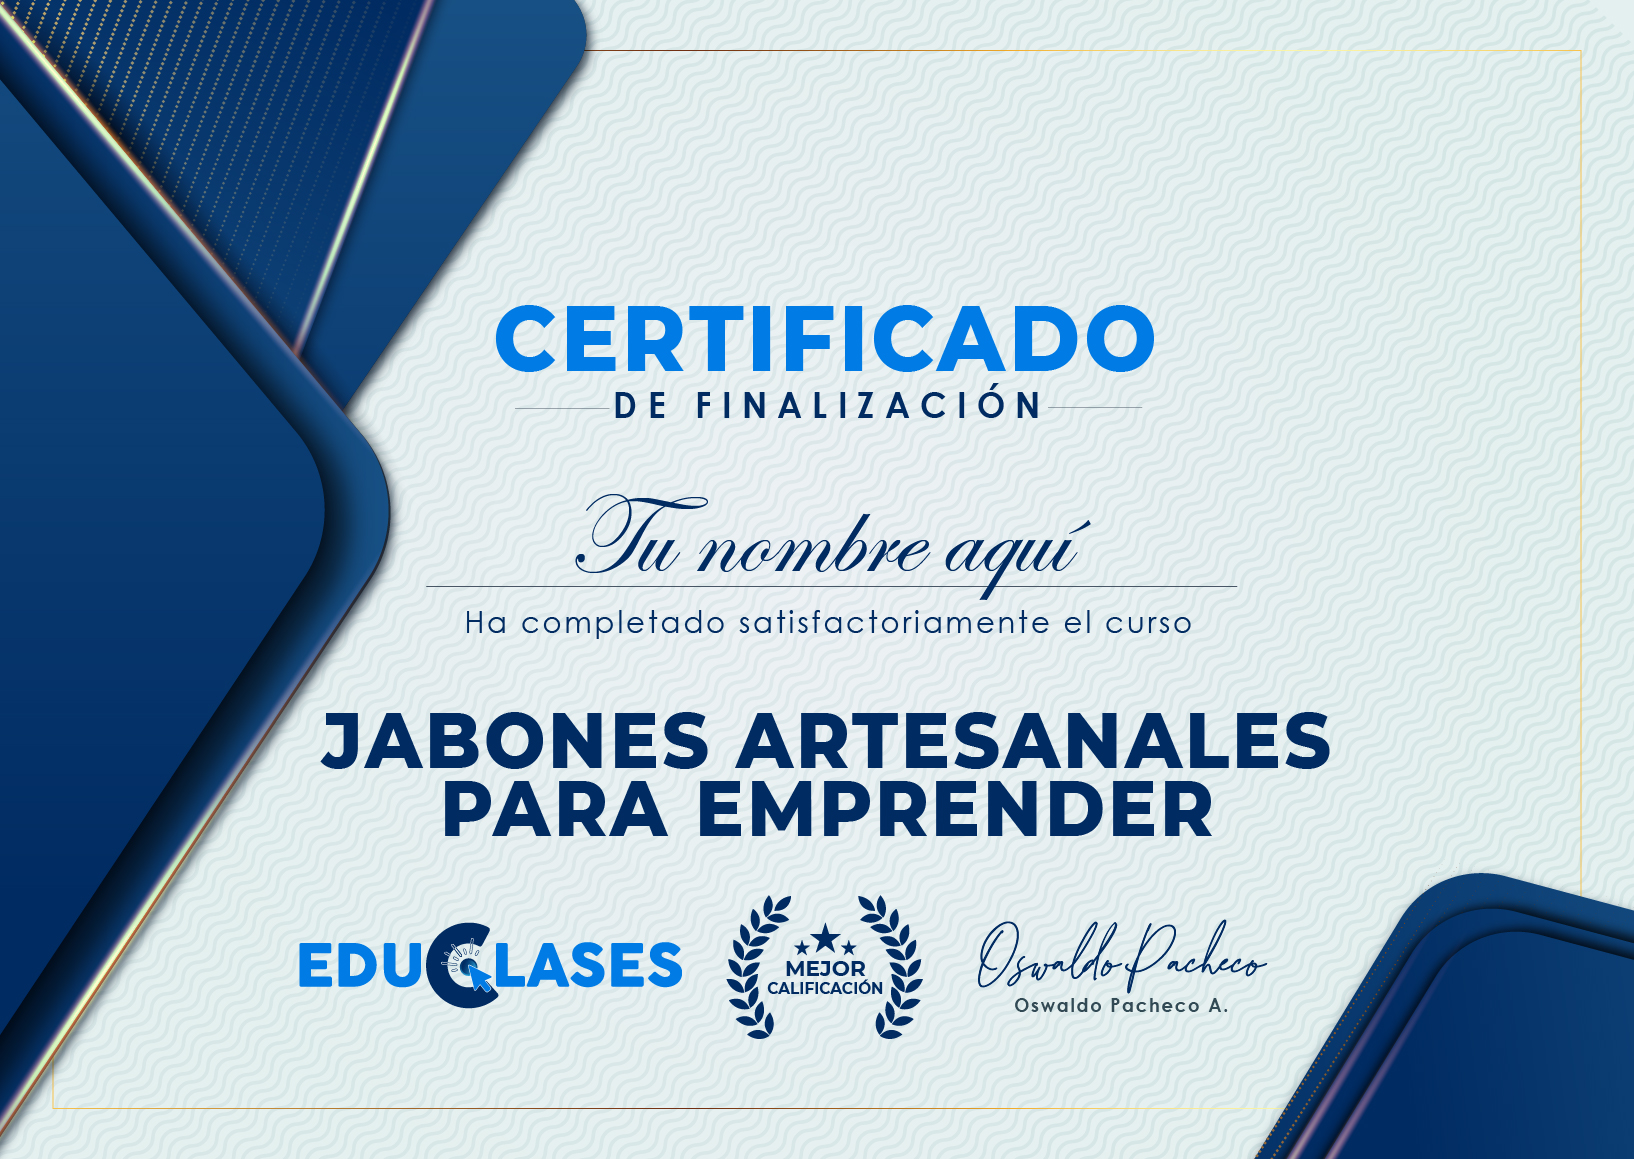 CERTIFICADO
DE FINALIZACIÓN
Tu nombre aquí
Ha completado satisfactoriamente el curso
JABONES ARTESANALES
PARA EMPRENDER
EDUCLASES
MEJOR
CALIFICACIÓN
Oswaldo Pacheco
Oswaldo Pacheco A.